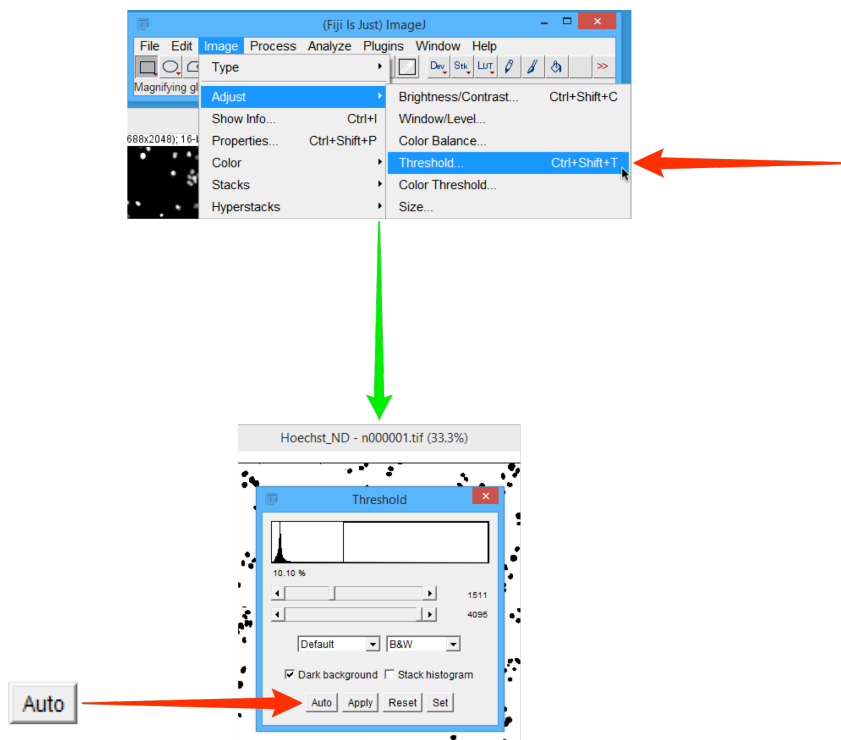 (Fiji Is Just) ImageJ
File Edit Image Process Analyze Plugins Window Help
Dev Stk LUT >>
Magnifying gl
Type
Adjust
Show Info... Ctrl+I
Properties... Ctrl+Shift+P
Color
Stacks
Hyperstacks
688x2048); 16-b
Brightness/Contrast... Ctrl+Shift+C
Window/Level...
Color Balance...
Threshold... Ctrl+Shift+T
Color Threshold...
Size...
Hoechst_ND - n000001.tif (33.3%)
Threshold
10.10 %
1511
4095
Default B&W
Dark background Stack histogram
Auto Apply Reset Set
Auto